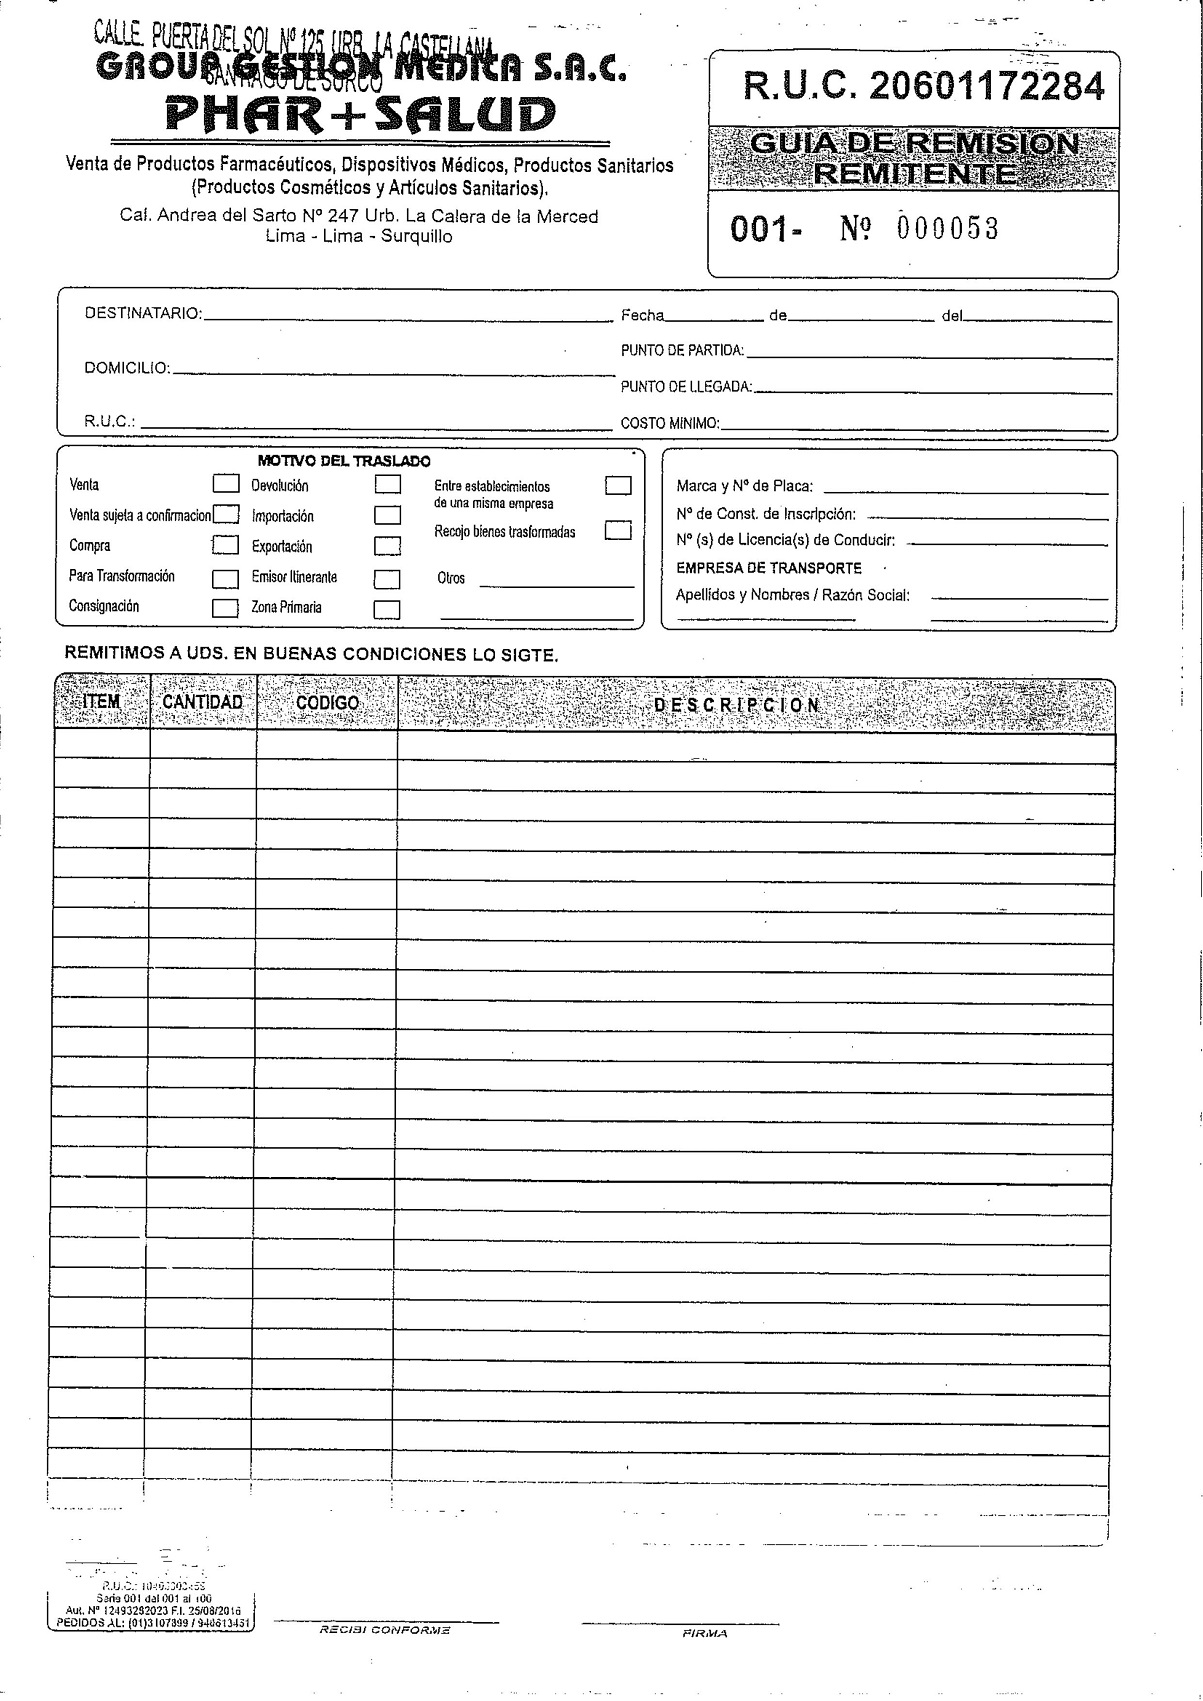 CALLE. PUERTA DEL SOL Nº 125 URB. LA CASTELLANA
SANTIAGO DE SURCO
GROUP GESTION MEDICA S.A.C.
PHAR+SALUD
Venta de Productos Farmacéuticos, Dispositivos Médicos, Productos Sanitarios
(Productos Cosméticos y Artículos Sanitarios).
Cal. Andrea del Sarto Nº 247 Urb. La Calera de la Merced
Lima - Lima - Surquillo
R.U.C. 20601172284
GUIA DE REMISION
REMITENTE
001- Nº 000053
DESTINATARIO:
Fecha de del
PUNTO DE PARTIDA:
DOMICILIO:
PUNTO DE LLEGADA:
R.U.C.:
COSTO MINIMO:
MOTIVO DEL TRASLADO
Venta
Devolución
Entre establecimientos
de una misma empresa
Venta sujeta a confirmacion
Importación
Recojo bienes trasformadas
Compra
Exportación
Para Transformación
Emisor Itinerante
Otros
Consignación
Zona Primaria
Marca y Nº de Placa:
Nº de Const. de Inscripción:
Nº (s) de Licencia(s) de Conducir:
EMPRESA DE TRANSPORTE
Apellidos y Nombres / Razón Social:
REMITIMOS A UDS. EN BUENAS CONDICIONES LO SIGTE.
ITEM CANTIDAD CODIGO DESCRIPCION
R.U.C.:
Serie 001 del 001 al 100
Aut. Nº 12493282023 F.I. 25/08/2016
PEDIDOS AL: (01)3107899 / 940613451
RECIBI CONFORME
FIRMA